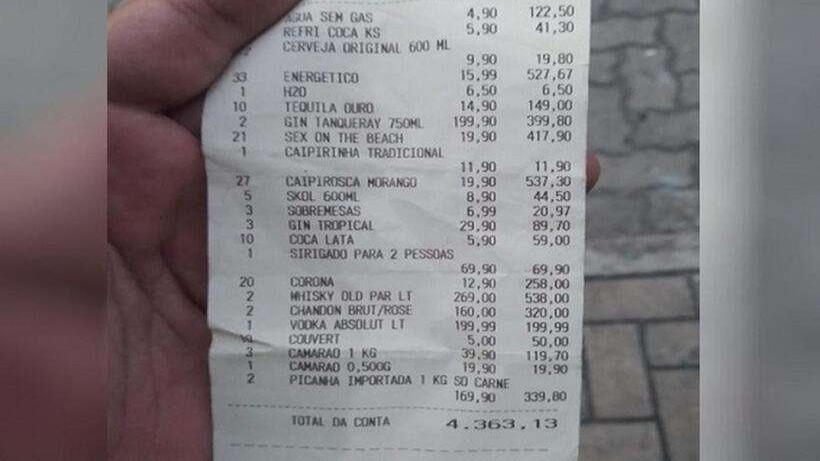 AGUA SEM GAS 4,90 122,50
REFRI COCA KS 5,90 41,30
2 CERVEJA ORIGINAL 600 ML
9,90 19,80
33 ENERGETICO 15,99 527,67
1 H2O 6,50 6,50
10 TEQUILA OURO 14,90 149,00
2 GIN TANQUERAY 750ML 199,90 399,80
21 SEX ON THE BEACH 19,90 417,90
1 CAIPIRINHA TRADICIONAL
11,90 11,90
27 CAIPIROSCA MORANGO 19,90 537,30
5 SKOL 600ML 8,90 44,50
3 SOBREMESAS 6,99 20,97
3 GIN TROPICAL 29,90 89,70
10 COCA LATA 5,90 59,00
1 SIRIGADO PARA 2 PESSOAS
69,90 69,90
20 CORONA 12,90 258,00
2 WHISKY OLD PAR LT 269,00 538,00
2 CHANDON BRUT/ROSE 160,00 320,00
1 VODKA ABSOLUT LT 199,99 199,99
10 COUVERT 5,00 50,00
3 CAMARAO 1 KG 39,90 119,70
1 CAMARAO 0,500G 19,90 19,90
2 PICANHA IMPORTADA 1 KG SO CARNE
169,90 339,80
TOTAL DA CONTA 4.363,13